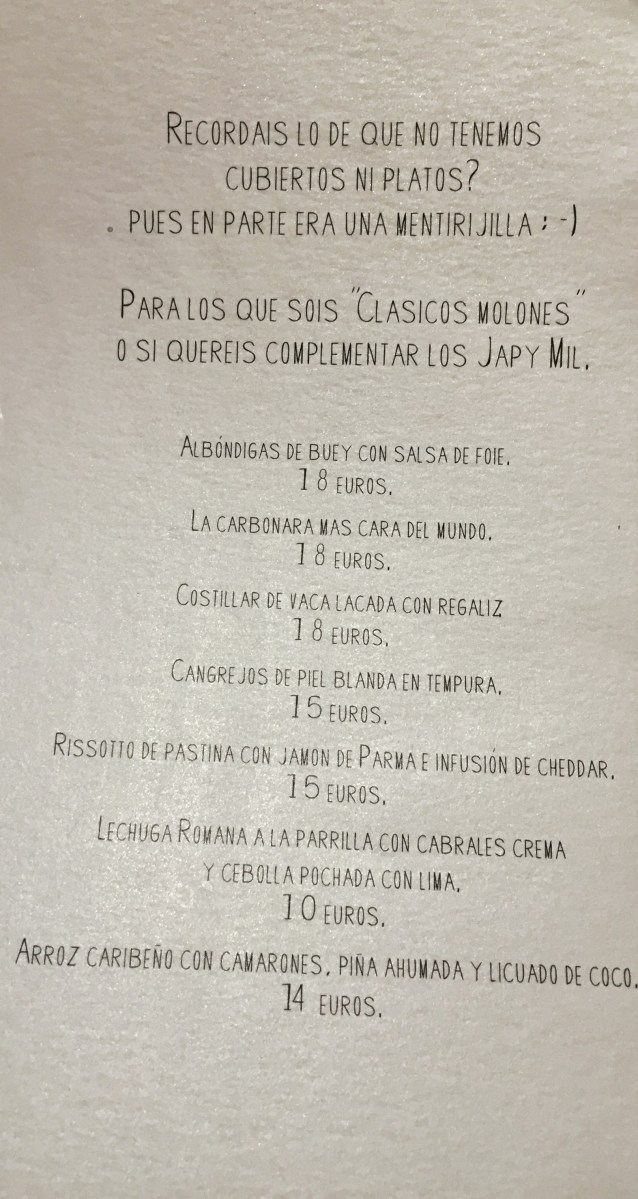 RECORDAIS LO DE QUE NO TENEMOS
CUBIERTOS NI PLATOS?
. PUES EN PARTE ERA UNA MENTIRIJILLA : -)
PARA LOS QUE SOIS "CLASICOS MOLONES"
O SI QUEREIS COMPLEMENTAR LOS JAPY MIL.
ALBÓNDIGAS DE BUEY CON SALSA DE FOIE.
18 EUROS.
LA CARBONARA MAS CARA DEL MUNDO.
18 EUROS.
COSTILLAR DE VACA LACADA CON REGALIZ
18 EUROS.
CANGREJOS DE PIEL BLANDA EN TEMPURA.
15 EUROS.
RISSOTTO DE PASTINA CON JAMON DE PARMA E INFUSIÓN DE CHEDDAR.
15 EUROS.
LECHUGA ROMANA A LA PARRILLA CON CABRALES CREMA
Y CEBOLLA POCHADA CON LIMA.
10 EUROS.
ARROZ CARIBEÑO CON CAMARONES. PIÑA AHUMADA Y LICUADO DE COCO.
14 EUROS.